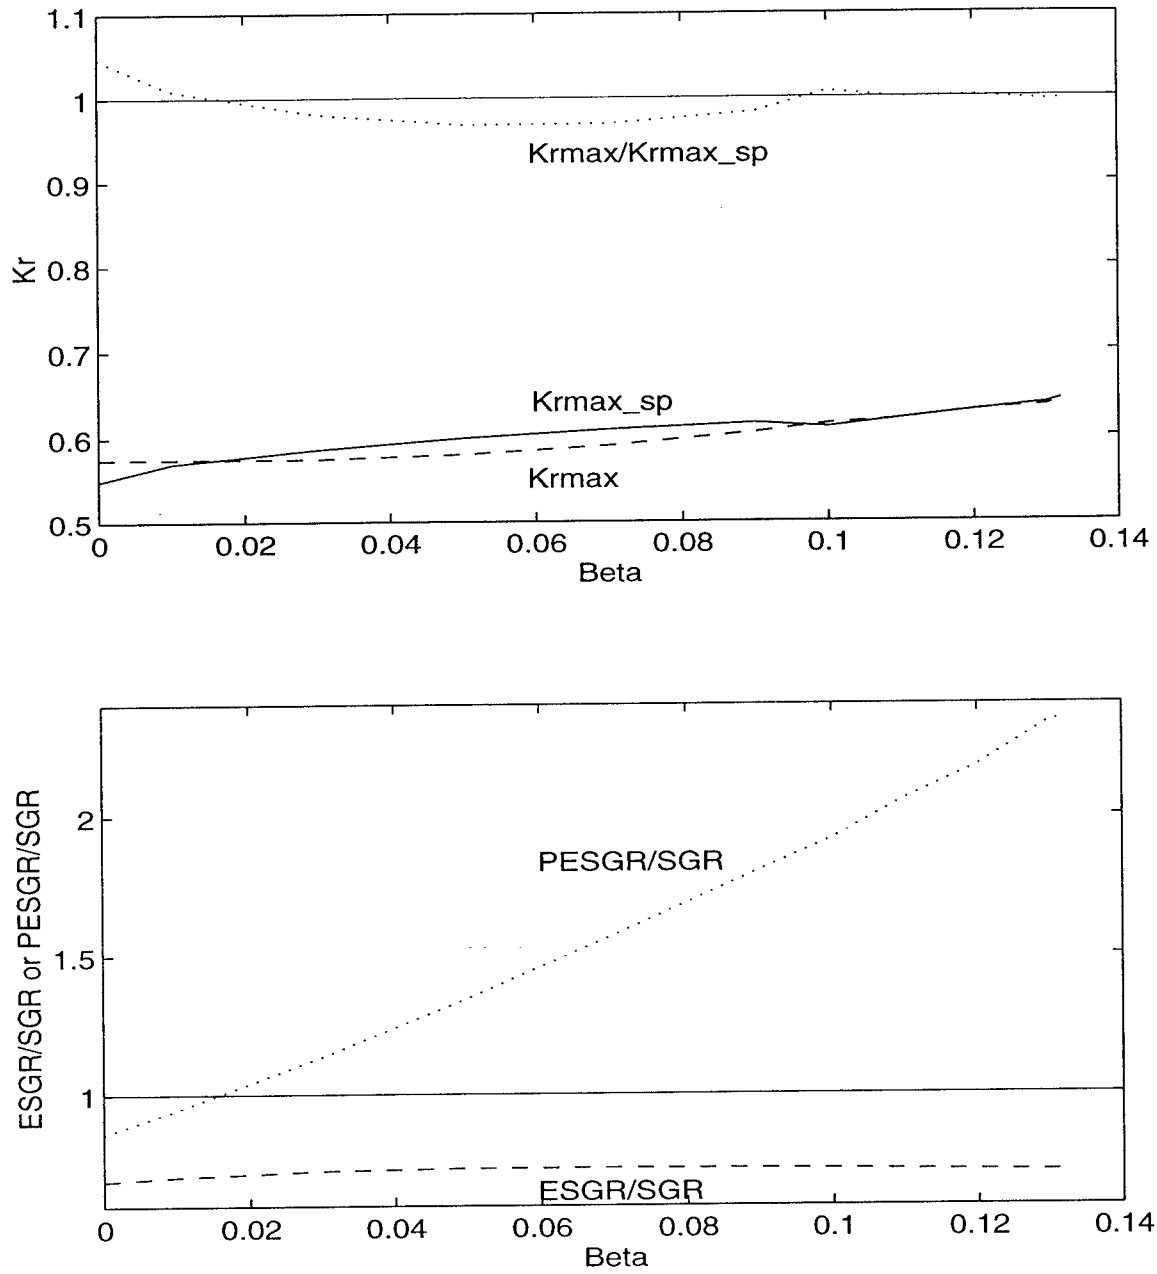 1.1
1
0.9
0.8
0.7
0.6
0.5
Kr
Krmax/Krmax_sp
Krmax_sp
Krmax
0 0.02 0.04 0.06 0.08 0.1 0.12 0.14
Beta
2
1.5
1
ESGR/SGR or PESGR/SGR
PESGR/SGR
ESGR/SGR
0 0.02 0.04 0.06 0.08 0.1 0.12 0.14
Beta